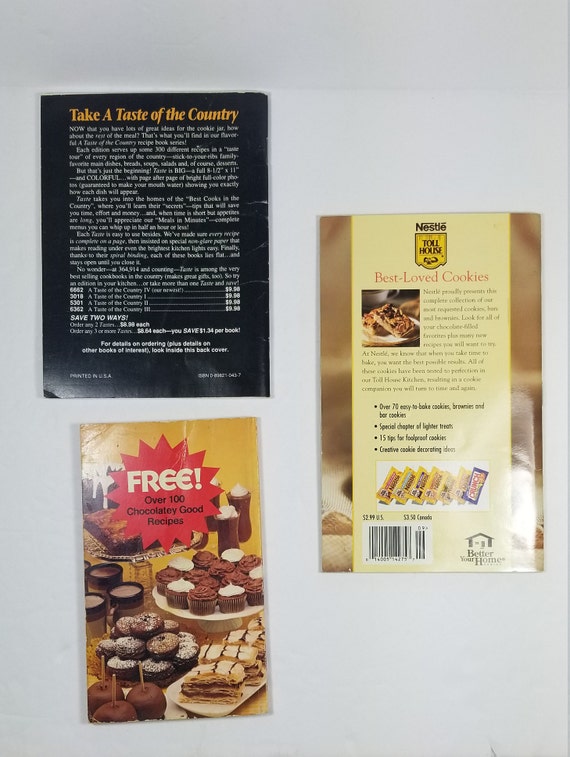 Take A Taste of the Country
NOW that you have lots of great ideas for the cookie jar, how
about the rest of the meal? That's what you'll find in our flavor-
ful A Taste of the Country recipe book series!
Each edition serves up some 300 different recipes in a "taste
tour" of every region of the country—stick-to-your-ribs family-
favorite main dishes, breads, soups, salads and, of course, desserts.
But that's just the beginning! Taste is BIG—a full 8-1/2" x 11"
—and COLORFUL...with page after page of bright full-color pho-
tos (guaranteed to make your mouth water) showing you exactly
how each dish will appear.
Taste takes you into the homes of the "Best Cooks in the
Country", where you'll learn their "secrets"—tips that will save
you time, effort and money...and, when time is short but appetites
are long, you'll appreciate our "Meals in Minutes"—complete
menus you can whip up in half an hour or less!
Each Taste is easy to use besides. We've made sure every recipe
is complete on a page, then insisted on special non-glare paper that
makes reading under even the brightest kitchen lights easy. Finally,
thanks to their spiral binding, each of these books lies flat...and
stays open until you close it.
No wonder—at 364,914 and counting—Taste is among the very
best selling cookbooks in the country (makes great gifts, too). So try
an edition in your kitchen...or take more than one Taste and save!
6662 A Taste of the Country IV (our newest!) $9.98
3018 A Taste of the Country I $9.98
5301 A Taste of the Country II $9.98
6362 A Taste of the Country III $9.98
SAVE TWO WAYS!
Order any 2 Tastes...$8.98 each
Order any 3 or more Tastes...$8.64 each—you SAVE $1.34 per book!
For details on ordering (plus details on
other books of interest), look inside this back cover.
PRINTED IN U.S.A.
ISBN 0-89821-043-7
Nestlé
TOLL
HOUSE
Best-Loved Cookies
Nestlé proudly presents this
complete collection of our
most requested cookies, bars
and brownies. Look for all of
your chocolate-filled
favorites plus many new
recipes you will want to try.
At Nestlé, we know that when you take time to
bake, you want the best possible results. All of
these cookies have been tested to perfection in
our Toll House Kitchen, resulting in a cookie
companion you will turn to time and again.
• Over 70 easy-to-bake cookies, brownies and
bar cookies
• Special chapter of lighter treats
• 15 tips for foolproof cookies
• Creative cookie decorating ideas
$2.99 U.S. $3.50 Canada
09>
Better
Your Home
FREE!
Over 100
Chocolatey Good
Recipes